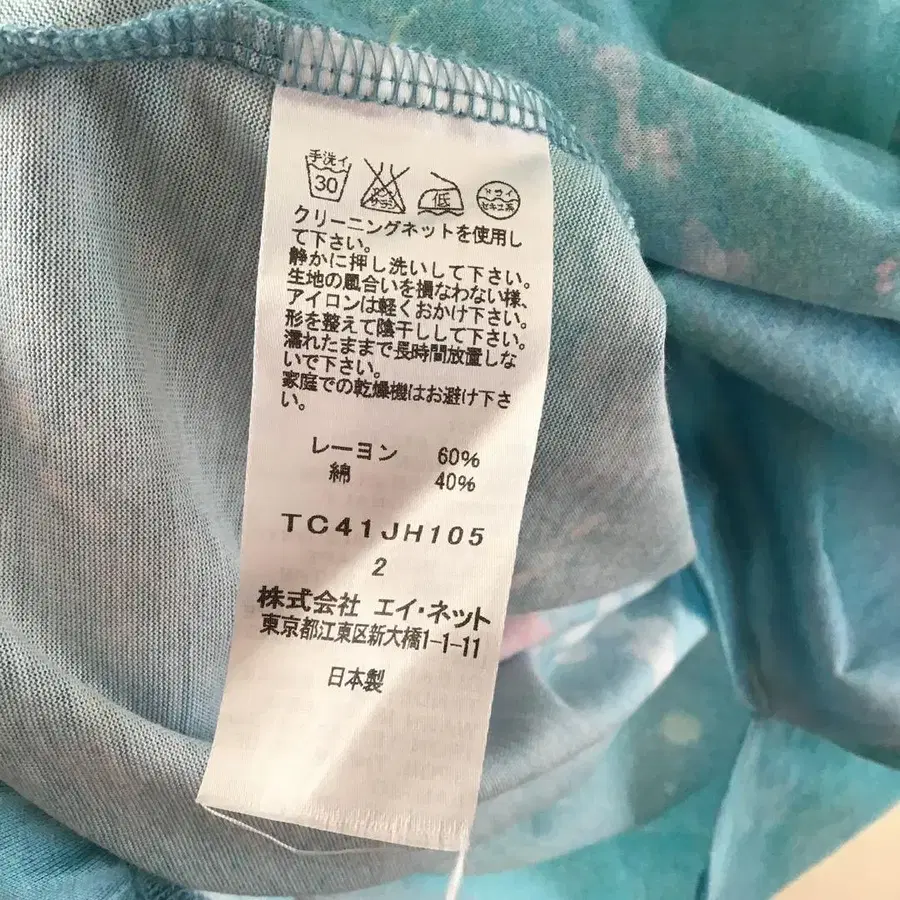 手洗イ
30
エンソ
サラシ
低
ドライ
セキユ系
クリーニングネットを使用し
て下さい。
静かに押し洗いして下さい。
生地の風合いを損なわない様、
アイロンは軽くおかけ下さい。
形を整えて陰干しして下さい。
濡れたままで長時間放置しな
いで下さい。
家庭での乾燥機はお避け下さ
い。
レーヨン 60%
綿 40%
TC41JH105
2
株式会社 エイ・ネット
東京都江東区新大橋1-1-11
日本製